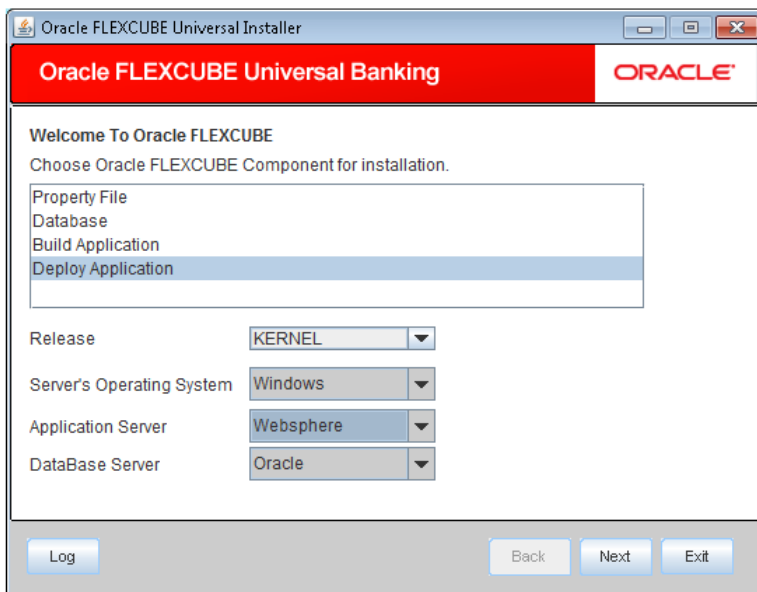 Oracle FLEXCUBE Universal Installer
Oracle FLEXCUBE Universal Banking
ORACLE®
Welcome To Oracle FLEXCUBE
Choose Oracle FLEXCUBE Component for installation.
Property File
Database
Build Application
Deploy Application
Release KERNEL
Server's Operating System Windows
Application Server Websphere
DataBase Server Oracle
Log Back Next Exit